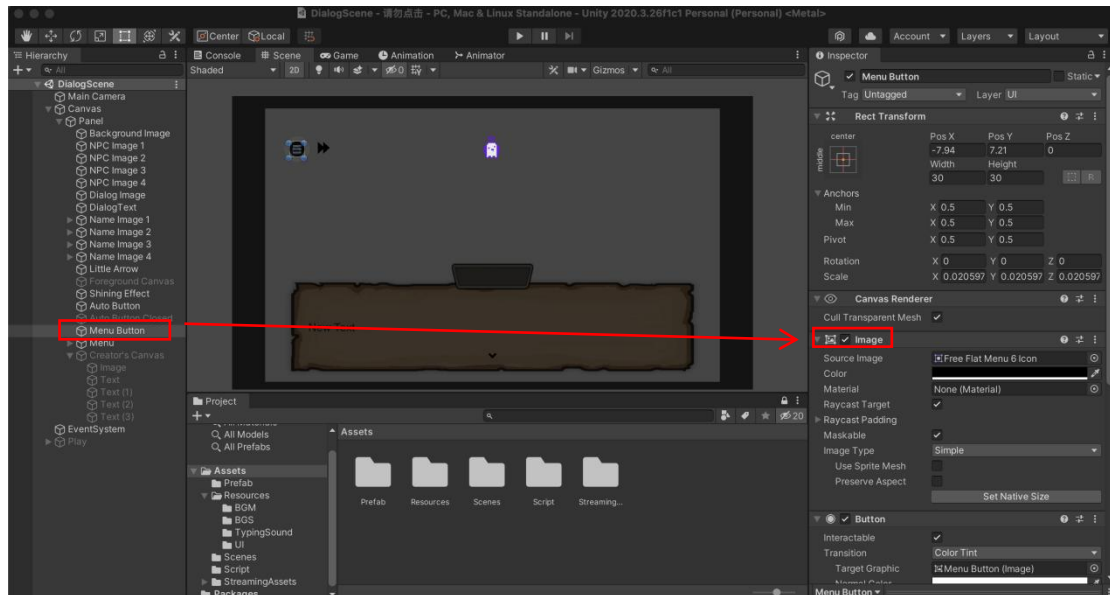 DialogScene - 请勿点击 - PC, Mac & Linux Standalone - Unity 2020.3.26f1c1 Personal (Personal) <Metal>
Center Local
Account Layers Layout
Hierarchy
All
DialogScene
Main Camera
Canvas
Panel
Background Image
NPC Image 1
NPC Image 2
NPC Image 3
NPC Image 4
Dialog Image
DialogText
Name Image 1
Name Image 2
Name Image 3
Name Image 4
Little Arrow
Foreground Canvas
Shining Effect
Auto Button
Auto Button Closed
Menu Button
Menu
Creator's Canvas
Image
Text
Text (1)
Text (2)
Text (3)
EventSystem
Play
Console Scene Game Animation Animator
Shaded 2D 0 Gizmos All
New Text
Project
20
All Models
All Prefabs
Assets
Prefab
Resources
BGM
BGS
TypingSound
UI
Scenes
Script
StreamingAssets
Packages
Assets
Prefab Resources Scenes Script Streaming...
Inspector
Menu Button Static
Tag Untagged Layer UI
Rect Transform
center Pos X Pos Y Pos Z
middle -7.94 7.21 0
Width Height
30 30 R
Anchors
Min X 0.5 Y 0.5
Max X 0.5 Y 0.5
Pivot X 0.5 Y 0.5
Rotation X 0 Y 0 Z 0
Scale X 0.020597 Y 0.020597 Z 0.020597
Canvas Renderer
Cull Transparent Mesh
Image
Source Image Free Flat Menu 6 Icon
Color
Material None (Material)
Raycast Target
Raycast Padding
Maskable
Image Type Simple
Use Sprite Mesh
Preserve Aspect
Set Native Size
Button
Interactable
Transition Color Tint
Target Graphic Menu Button (Image)
Normal Color
Menu Button